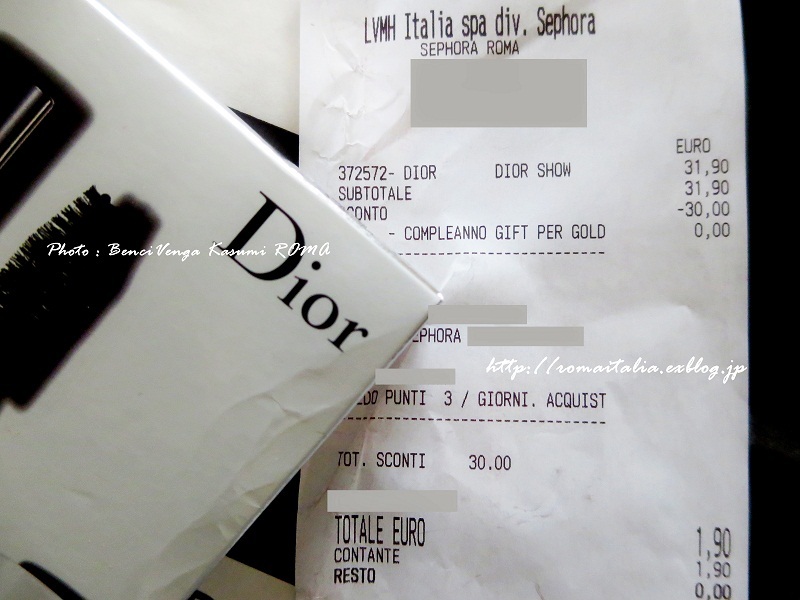 LVMH Italia spa div. Sephora
SEPHORA ROMA
EURO
372572- DIOR DIOR SHOW 31,90
SUBTOTALE 31,90
CONTO -30,00
- COMPLEANNO GIFT PER GOLD 0,00
Photo : BenciVenga Kasumi ROMA
Dior
SEPHORA
http://romaitalia.exblog.jp
PUNTI 3 / GIORNI. ACQUIST
TOT. SCONTI 30.00
TOTALE EURO 1,90
CONTANTE 1,90
RESTO 0,00